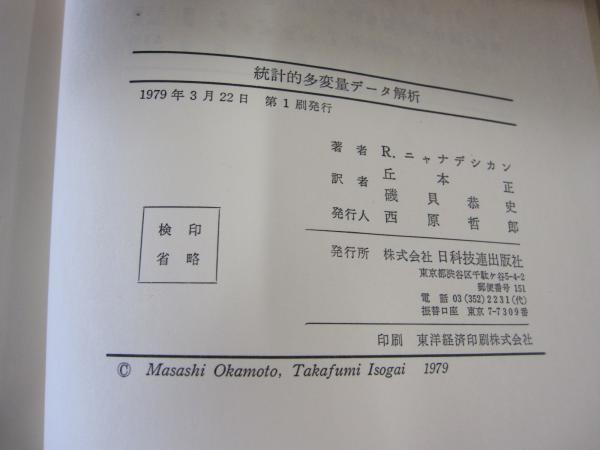 統計的多変量データ解析
1979年3月22日 第1刷発行
著者 R. ニャナデシカン
訳者 丘本正
磯貝恭史
発行人 西原哲郎
検印
省略
発行所 株式会社 日科技連出版社
東京都渋谷区千駄ケ谷5-4-2
郵便番号 151
電話 03(352)2231(代)
振替口座 東京7-7309番
印刷 東洋経済印刷株式会社
© Masashi Okamoto, Takafumi Isogai 1979